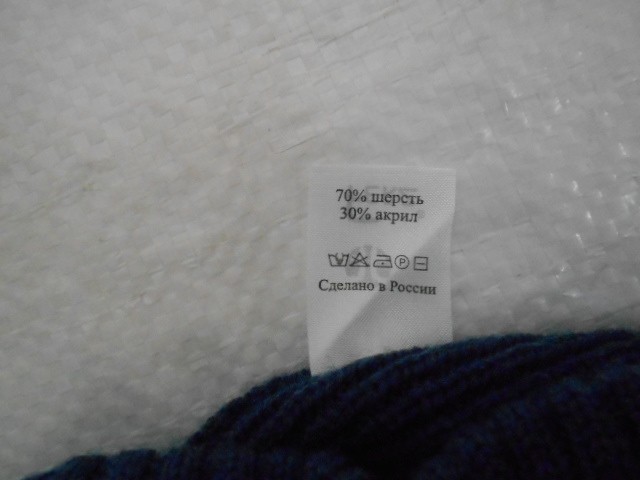 70% шерсть
30% акрил
P
Сделано в России